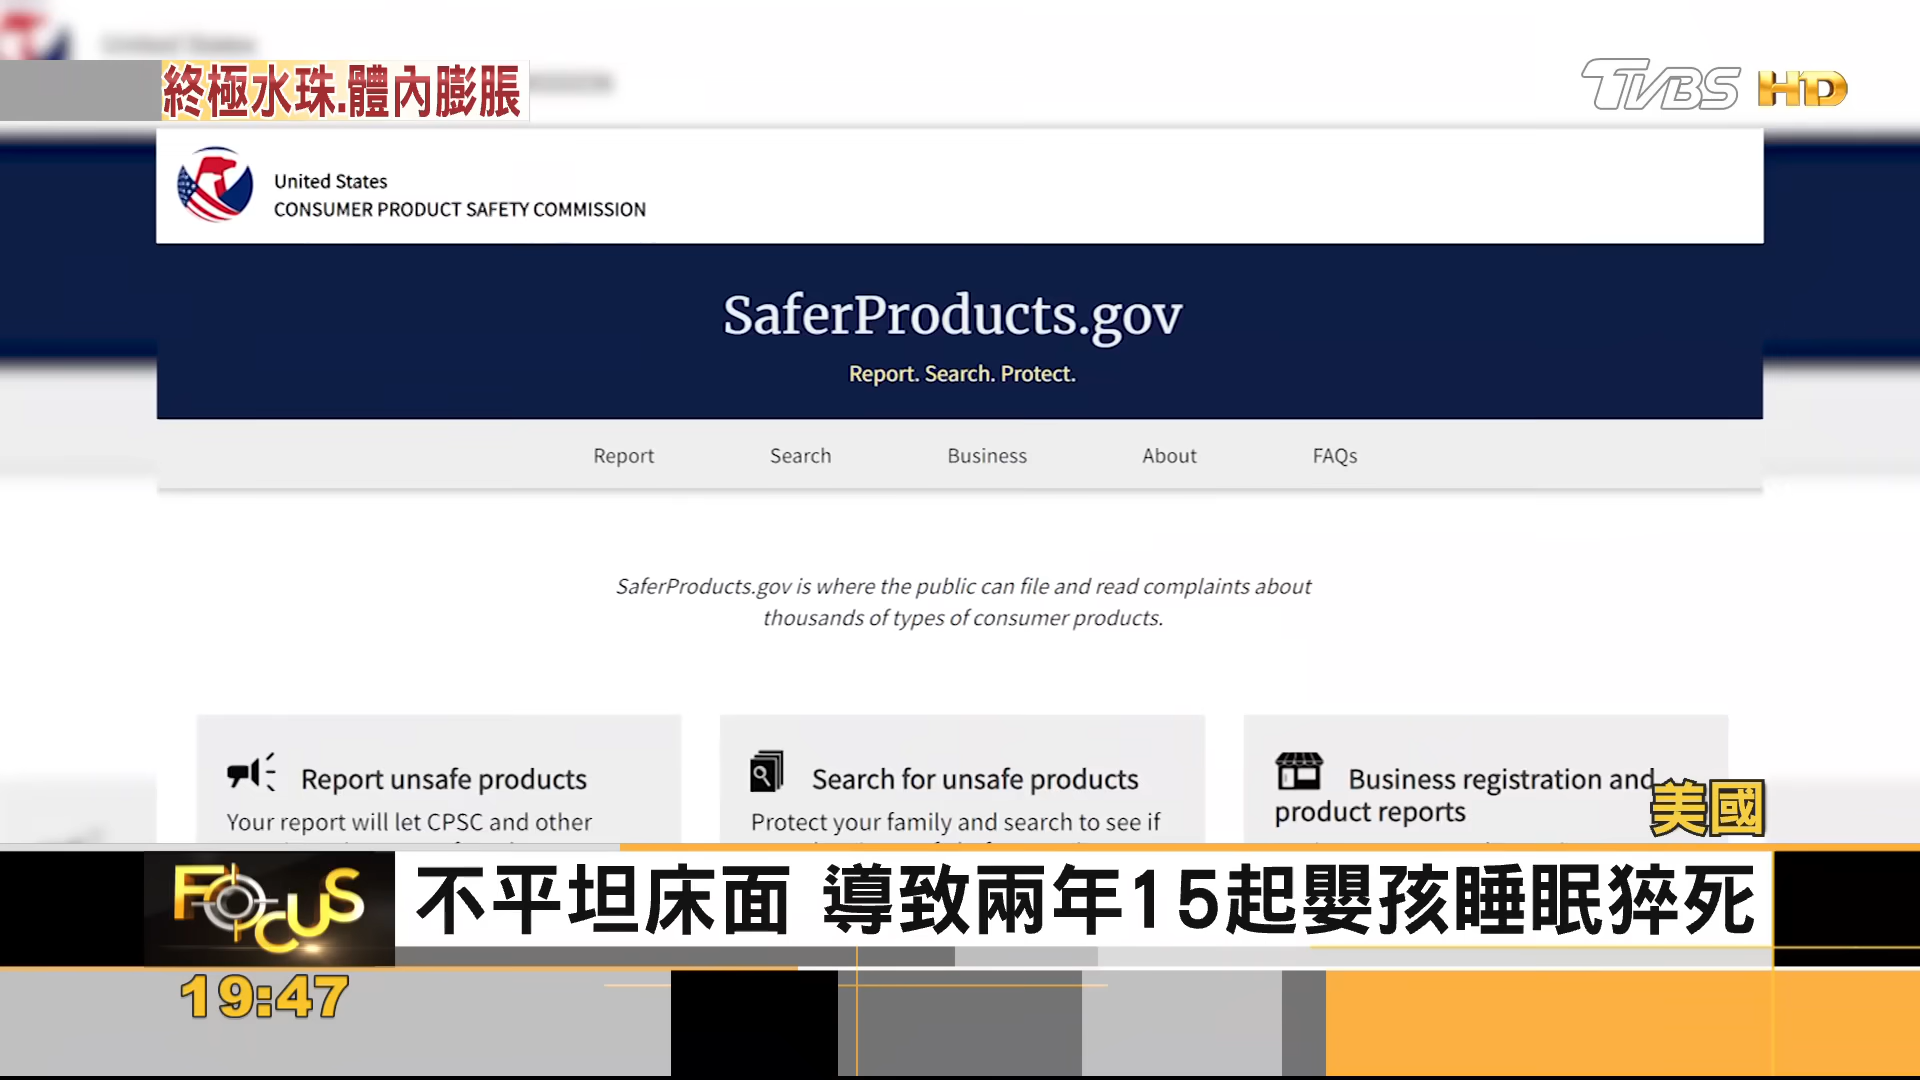 United States
終極水珠.體內膨脹
TVBS HD
United States
CONSUMER PRODUCT SAFETY COMMISSION
SaferProducts.gov
Report. Search. Protect.
Report Search Business About FAQs
SaferProducts.gov is where the public can file and read complaints about
thousands of types of consumer products.
Report unsafe products
Your report will let CPSC and other
Search for unsafe products
Protect your family and search to see if
Business registration and
product reports
美國
FOCUS
不平坦床面 導致兩年15起嬰孩睡眠猝死
19:47